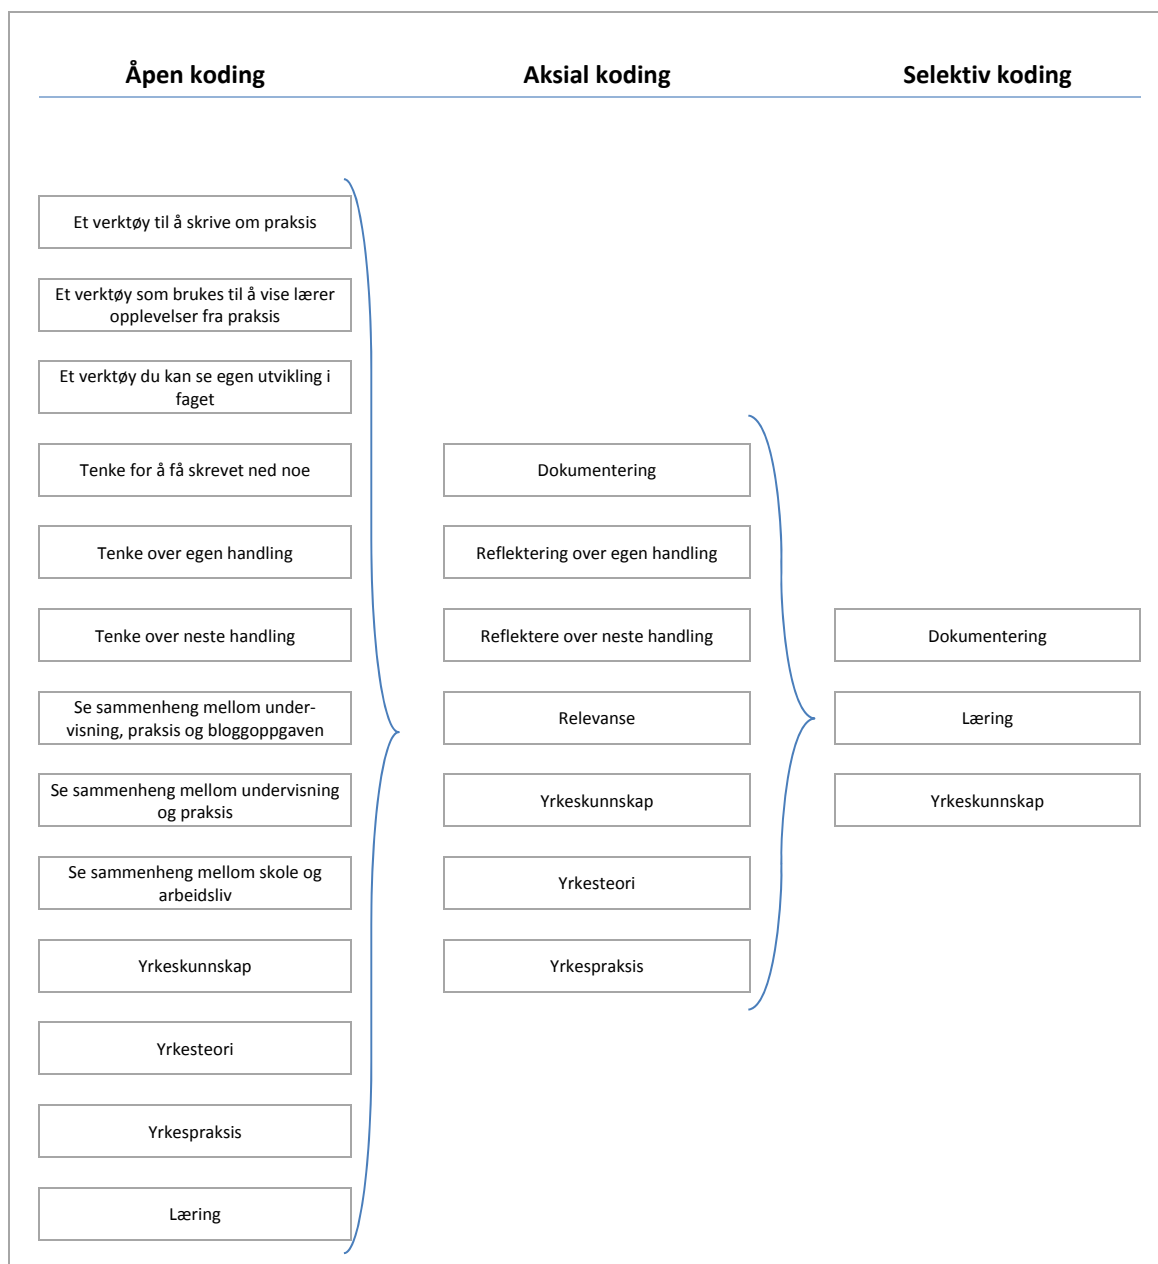 Åpen koding
Aksial koding
Selektiv koding
Et verktøy til å skrive om praksis
Et verktøy som brukes til å vise lærer
opplevelser fra praksis
Et verktøy du kan se egen utvikling i
faget
Tenke for å få skrevet ned noe
Tenke over egen handling
Tenke over neste handling
Se sammenheng mellom under-
visning, praksis og bloggoppgaven
Se sammenheng mellom undervisning
og praksis
Se sammenheng mellom skole og
arbeidsliv
Yrkeskunnskap
Yrkesteori
Yrkespraksis
Læring
Dokumentering
Reflektering over egen handling
Reflektere over neste handling
Relevanse
Yrkeskunnskap
Yrkesteori
Yrkespraksis
Dokumentering
Læring
Yrkeskunnskap